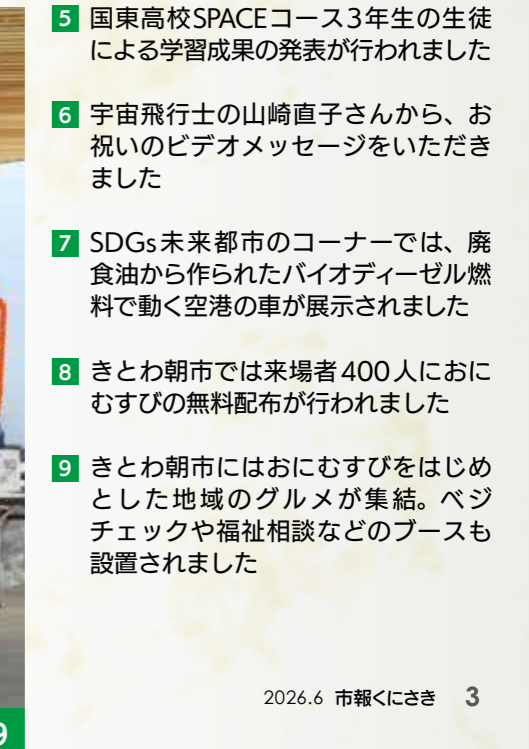 5 国東高校SPACEコース3年生の生徒
による学習成果の発表が行われました
6 宇宙飛行士の山崎直子さんから、お
祝いのビデオメッセージをいただき
ました
7 SDGs未来都市のコーナーでは、廃
食油から作られたバイオディーゼル燃
料で動く空港の車が展示されました
8 きとわ朝市では来場者400人におに
むすびの無料配布が行われました
9 きとわ朝市にはおにむすびをはじめ
とした地域のグルメが集結。ベジ
チェックや福祉相談などのブースも
設置されました
9
2026.6 市報くにさき 3